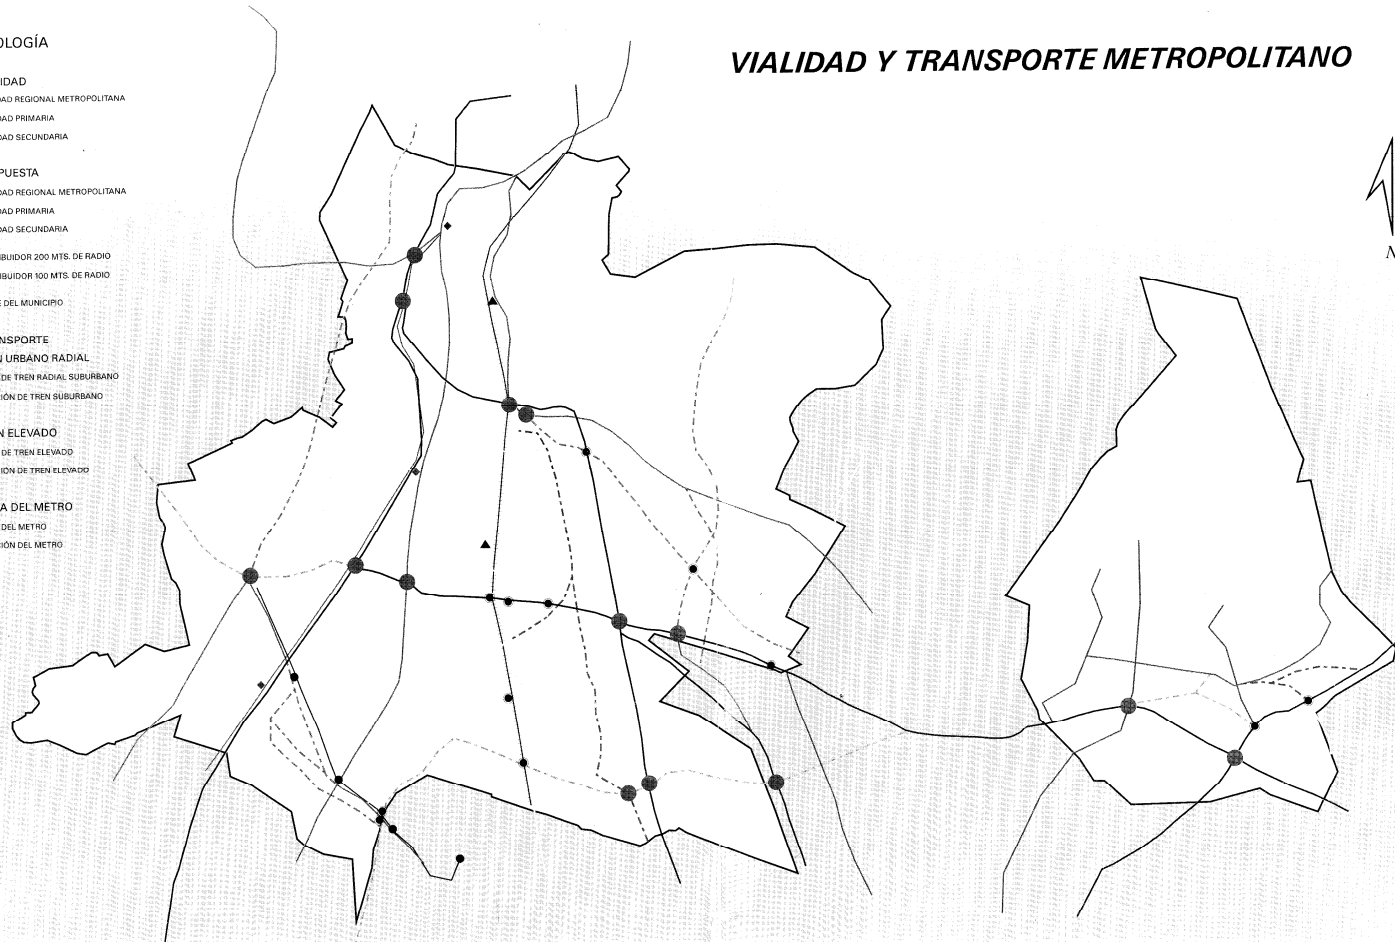 VIALIDAD Y TRANSPORTE METROPOLITANO
OLOGÍA
IDAD
DAD REGIONAL METROPOLITANA
DAD PRIMARIA
DAD SECUNDARIA
PUESTA
DAD REGIONAL METROPOLITANA
DAD PRIMARIA
DAD SECUNDARIA
IBUIDOR 200 MTS. DE RADIO
IBUIDOR 100 MTS. DE RADIO
E DEL MUNICIPIO
NSPORTE
N URBANO RADIAL
DE TREN RADIAL SUBURBANO
IÓN DE TREN SUBURBANO
N ELEVADO
DE TREN ELEVADO
IÓN DE TREN ELEVADO
A DEL METRO
DEL METRO
IÓN DEL METRO
N